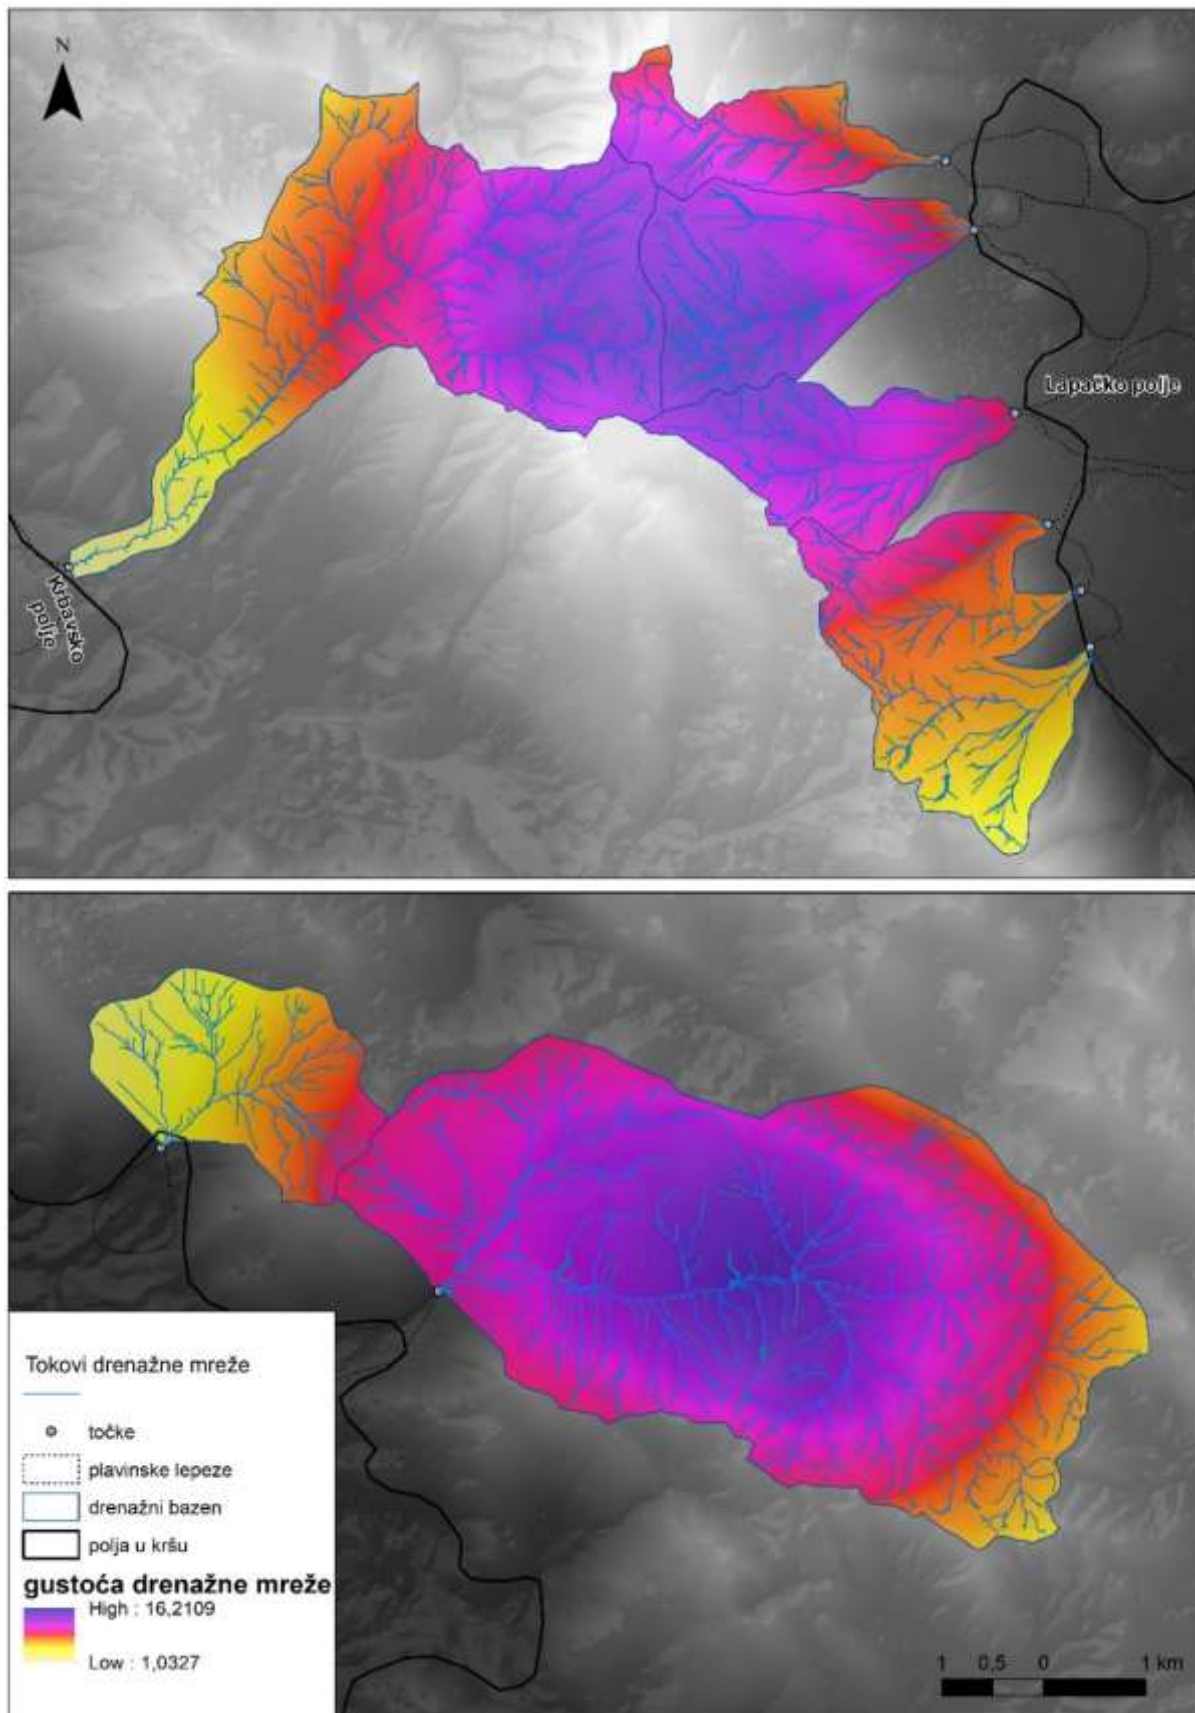 N
Lapačko polje
Krbavsko
polje
Tokovi drenažne mreže
točke
plavinske lepeze
drenažni bazen
polja u kršu
gustoća drenažne mreže
High : 16,2109
Low : 1,0327
1 0,5 0 1 km